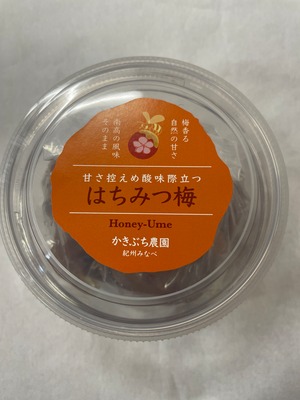 梅香る
自然の甘さ
南高の風味
そのまま
甘さ控えめ酸味際立つ
はちみつ梅
Honey-Ume
かきぶち農園
紀州みなべ